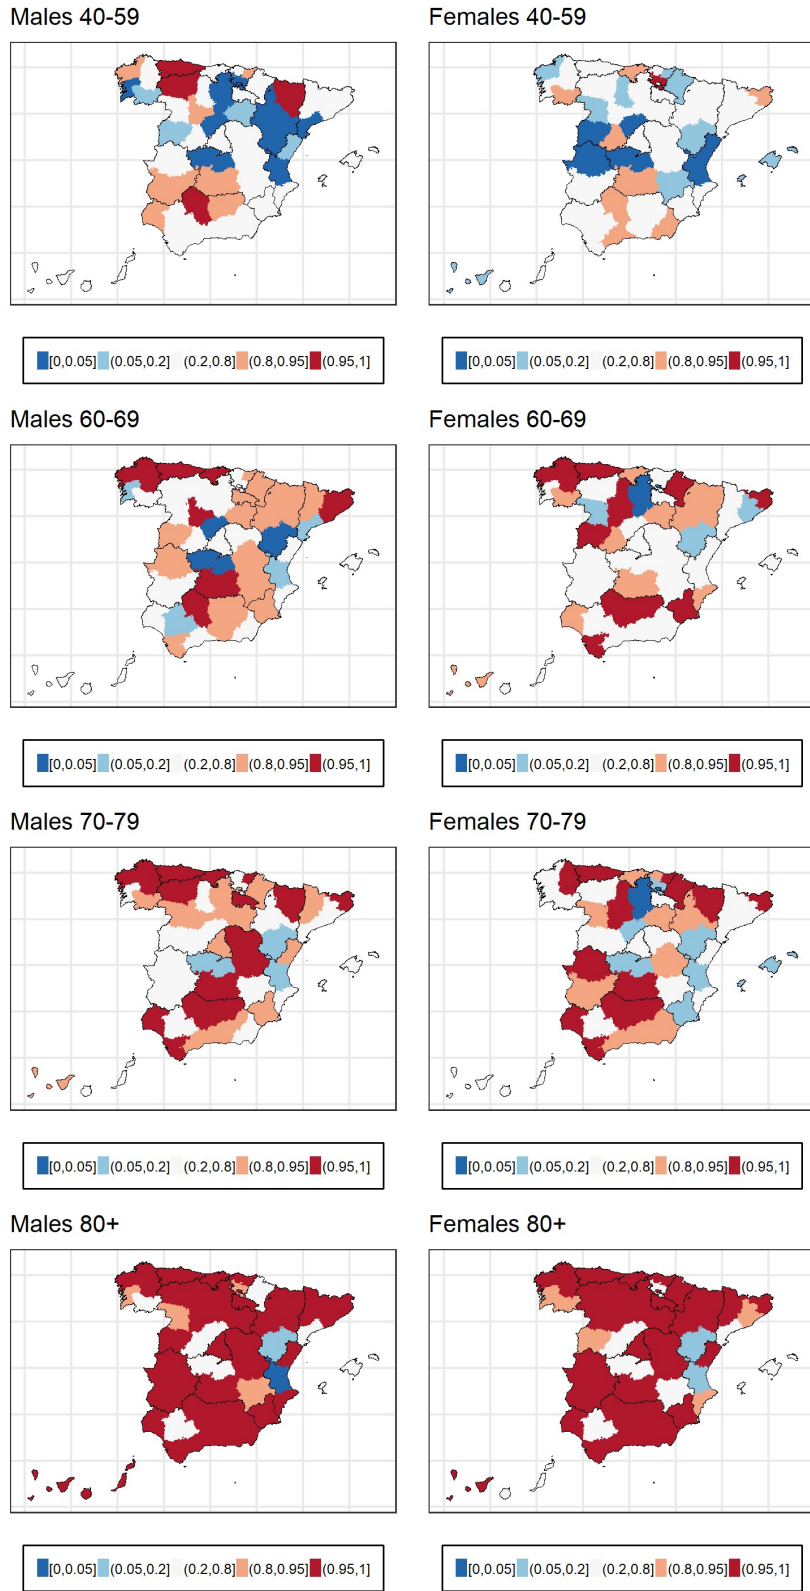 Males 40-59 Females 40-59
[0,0.05] (0.05,0.2] (0.2,0.8] (0.8,0.95] (0.95,1] [0,0.05] (0.05,0.2] (0.2,0.8] (0.8,0.95] (0.95,1]
Males 60-69 Females 60-69
[0,0.05] (0.05,0.2] (0.2,0.8] (0.8,0.95] (0.95,1] [0,0.05] (0.05,0.2] (0.2,0.8] (0.8,0.95] (0.95,1]
Males 70-79 Females 70-79
[0,0.05] (0.05,0.2] (0.2,0.8] (0.8,0.95] (0.95,1] [0,0.05] (0.05,0.2] (0.2,0.8] (0.8,0.95] (0.95,1]
Males 80+ Females 80+
[0,0.05] (0.05,0.2] (0.2,0.8] (0.8,0.95] (0.95,1] [0,0.05] (0.05,0.2] (0.2,0.8] (0.8,0.95] (0.95,1]